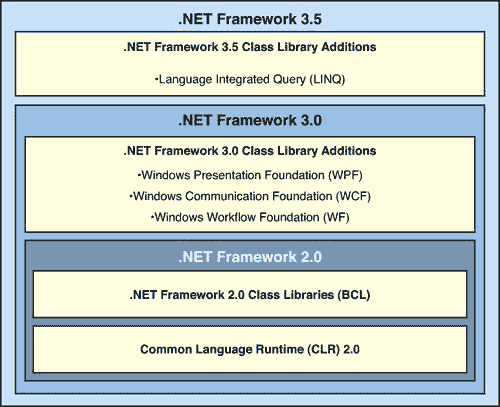 .NET Framework 3.5
.NET Framework 3.5 Class Library Additions
•Language Integrated Query (LINQ)
.NET Framework 3.0
.NET Framework 3.0 Class Library Additions
•Windows Presentation Foundation (WPF)
•Windows Communication Foundation (WCF)
•Windows Workflow Foundation (WF)
.NET Framework 2.0
.NET Framework 2.0 Class Libraries (BCL)
Common Language Runtime (CLR) 2.0